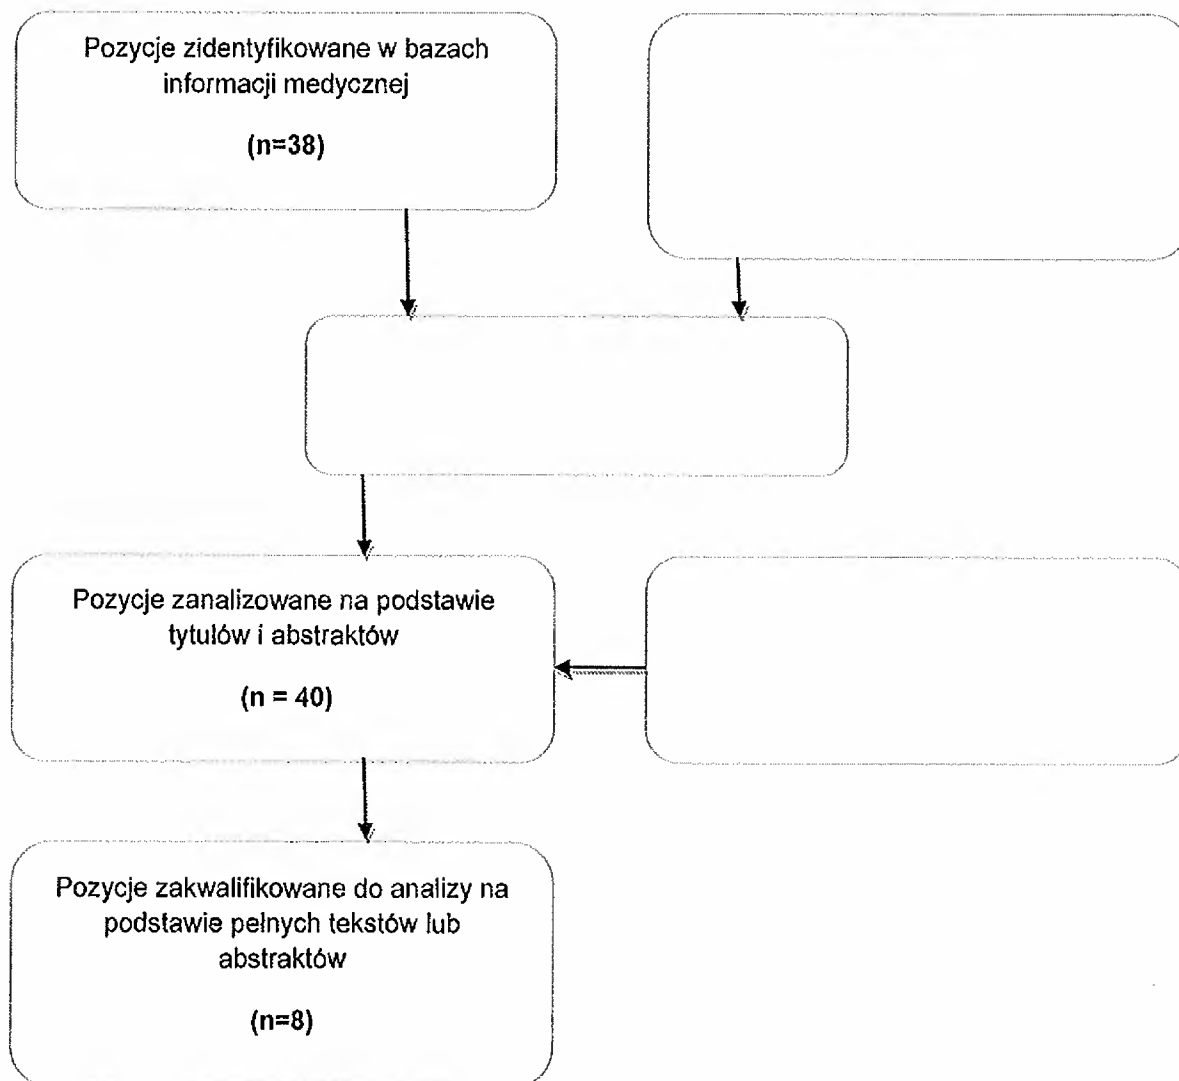 Pozycje zidentyfikowane w bazach
informacji medycznej
(n=38)
Pozycje zanalizowane na podstawie
tytułów i abstraktów
(n = 40)
Pozycje zakwalifikowane do analizy na
podstawie pełnych tekstów lub
abstraktów
(n=8)